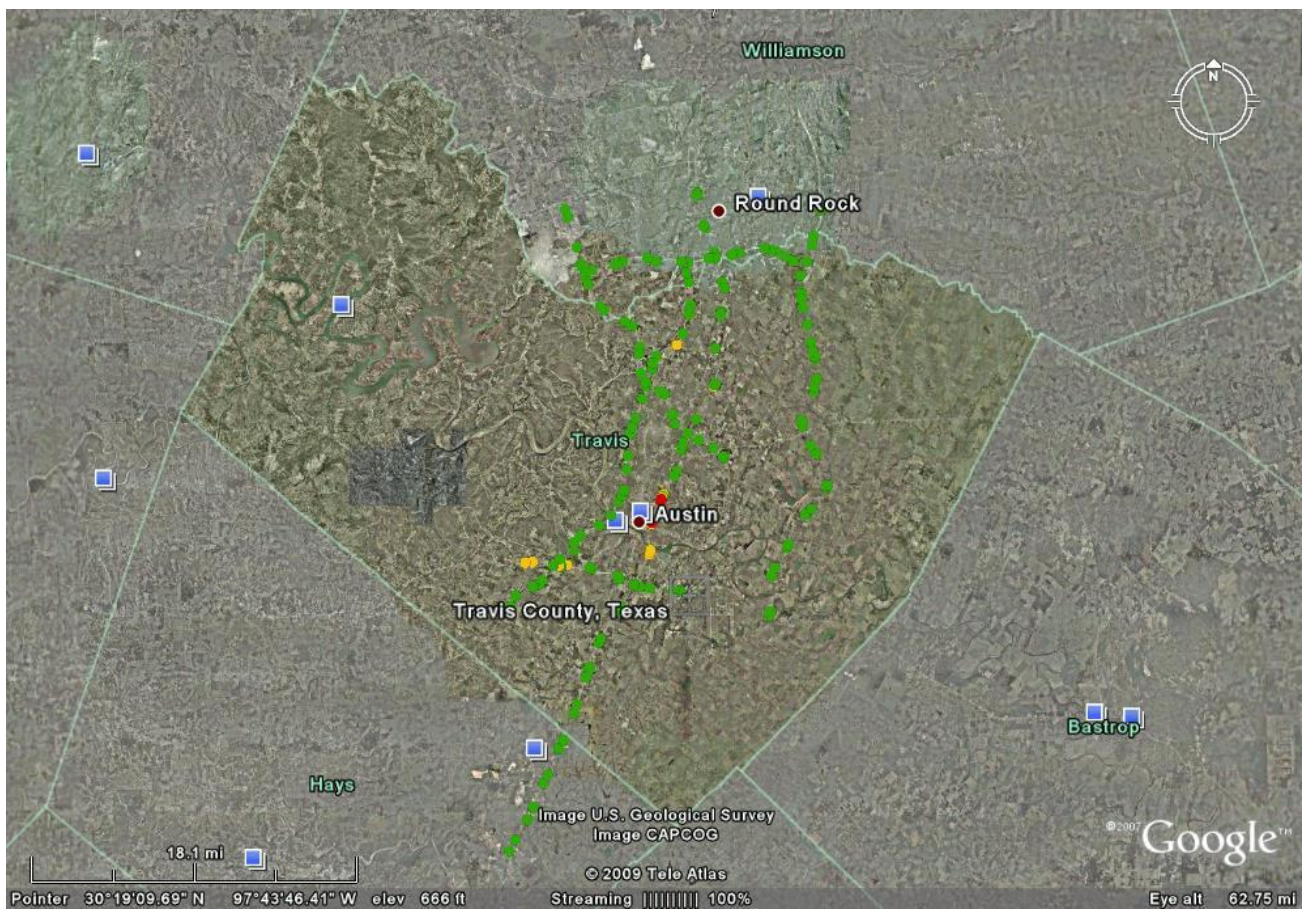 Williamson
N
Round Rock
Travis
Austin
Travis County, Texas
Bastrop
Hays
Image U.S. Geological Survey
Image CAPCOG
©2007 Google™
18.1 mi
© 2009 Tele Atlas
Pointer 30°19'09.69" N 97°43'46.41" W elev 666 ft Streaming |||||||||| 100% Eye alt 62.75 mi